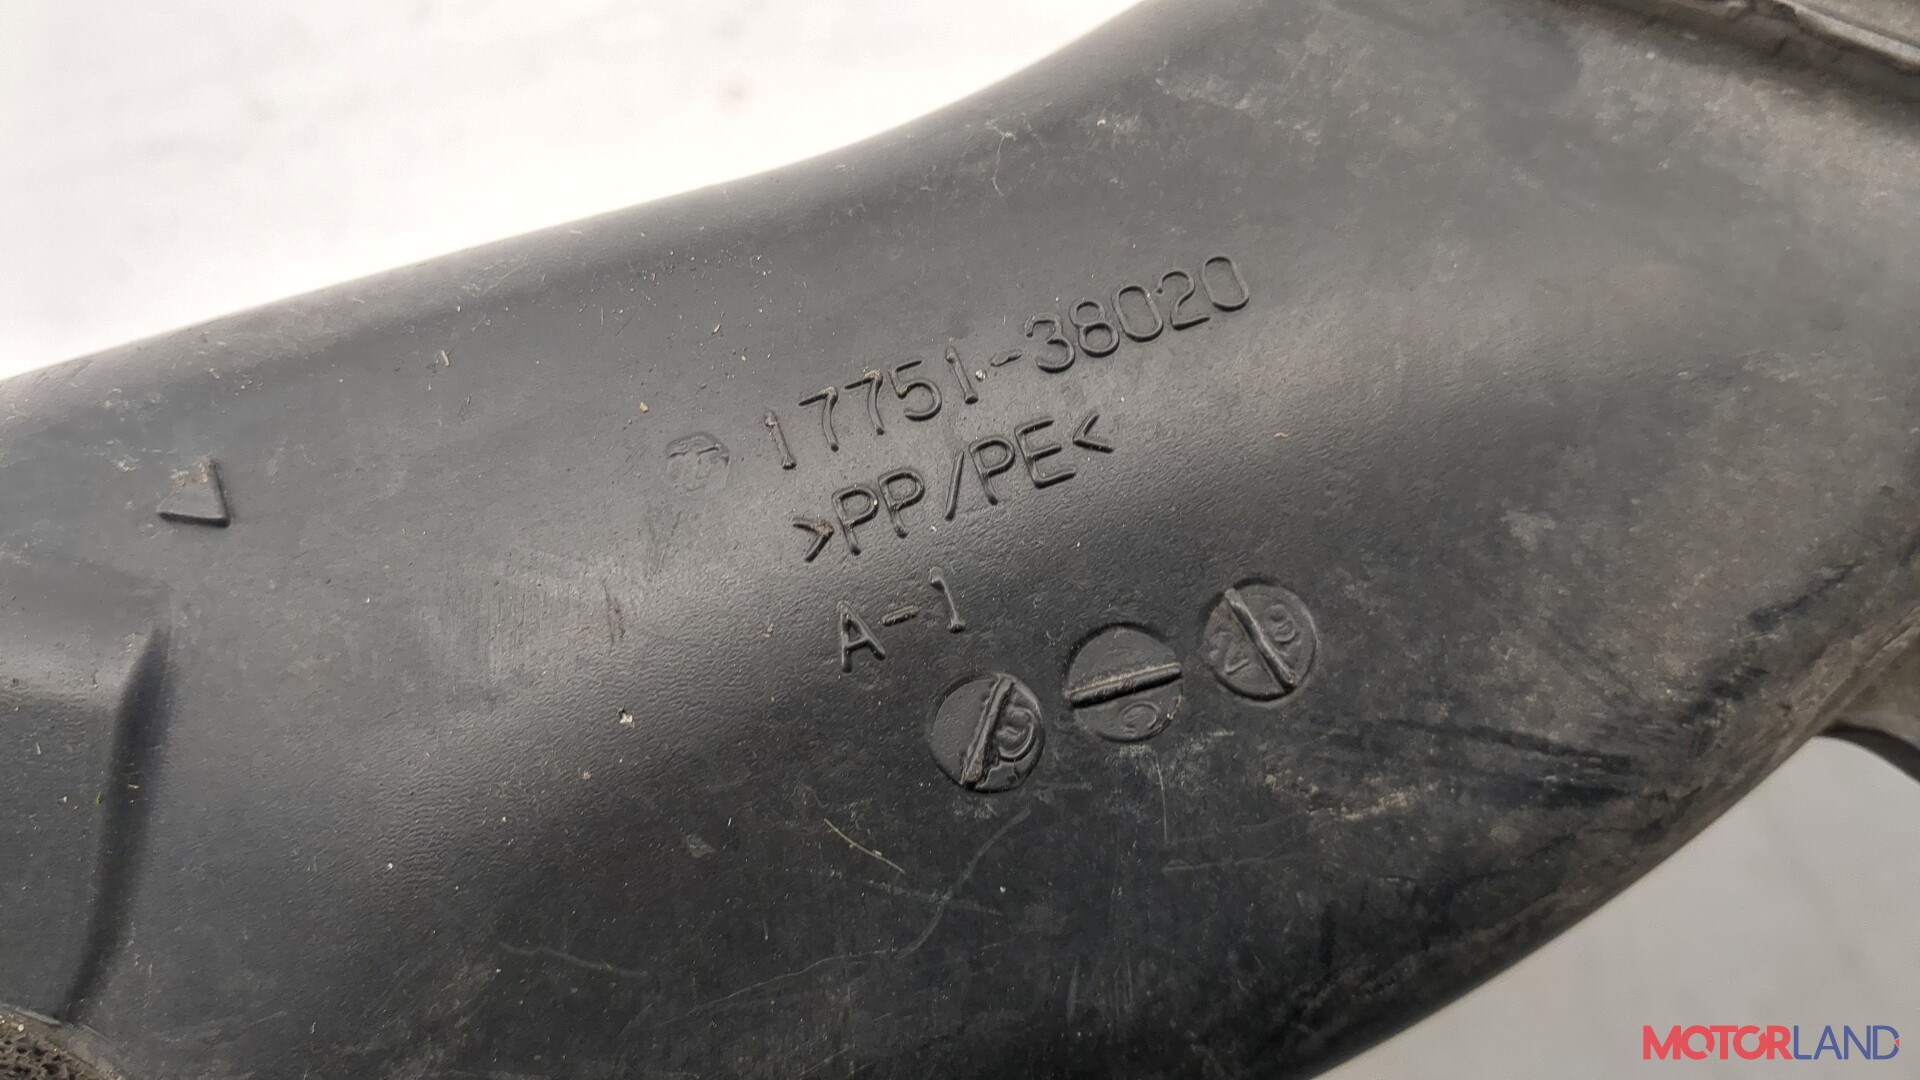 17751-38020
>PP/PE<
A-1
MOTORLAND